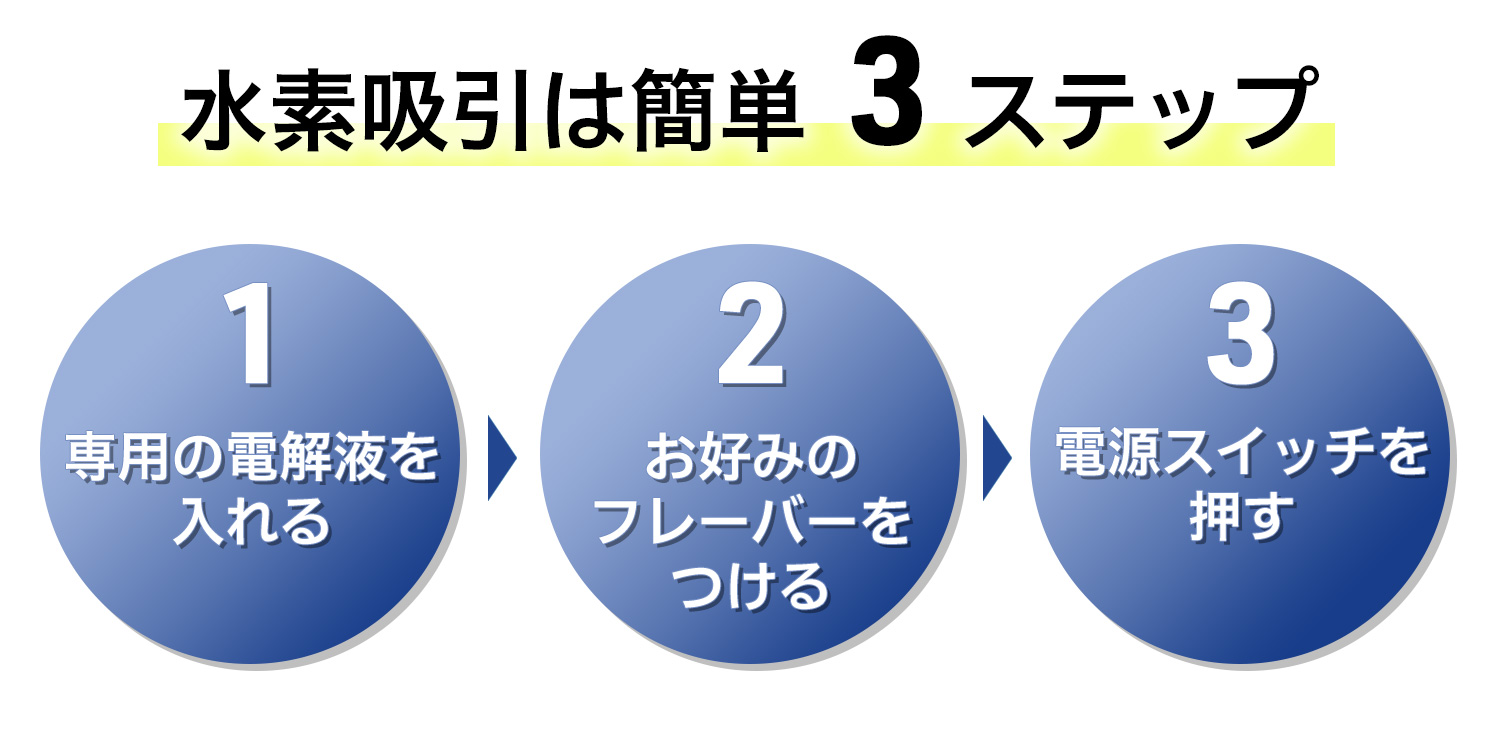 水素吸引は簡単 3 ステップ
1
専用の電解液を
入れる
2
お好みの
フレーバーを
つける
3
電源スイッチを
押す